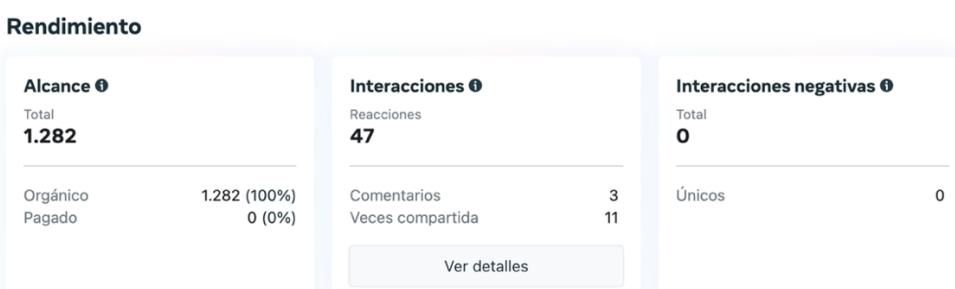 Rendimiento
Alcance
Total
1.282
Orgánico 1.282 (100%)
Pagado 0 (0%)
Interacciones
Reacciones
47
Comentarios 3
Veces compartida 11
Ver detalles
Interacciones negativas
Total
0
Únicos 0